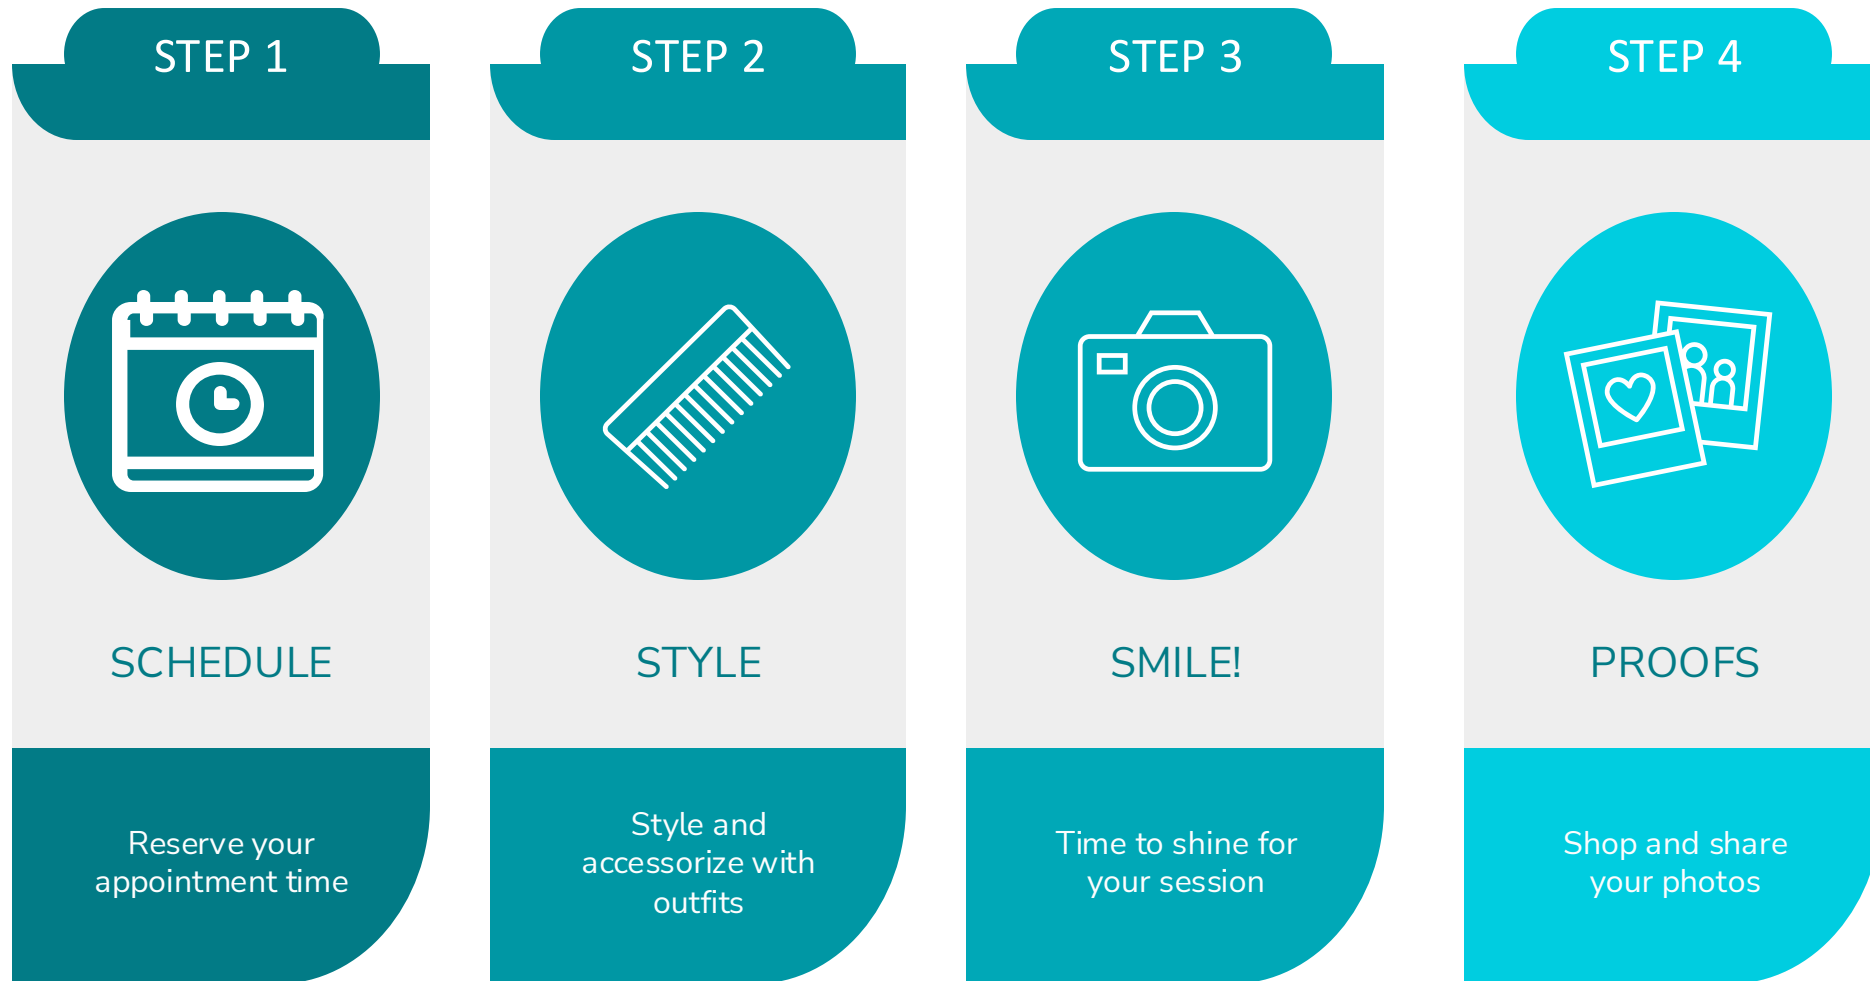 STEP 1
SCHEDULE
Reserve your
appointment time
STEP 2
STYLE
Style and
accessorize with
outfits
STEP 3
SMILE!
Time to shine for
your session
STEP 4
PROOFS
Shop and share
your photos